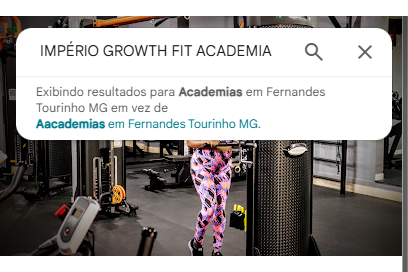 IMPÉRIO GROWTH FIT ACADEMIA
Exibindo resultados para Academias em Fernandes
Tourinho MG em vez de
Aacademias em Fernandes Tourinho MG.